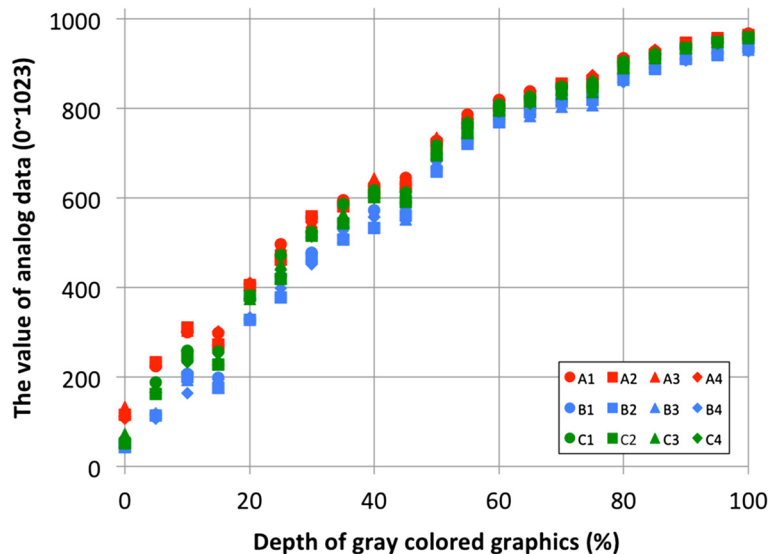 The value of analog data (0~1023)
1000
800
600
400
200
0
A1 A2 A3 A4
B1 B2 B3 B4
C1 C2 C3 C4
0 20 40 60 80 100
Depth of gray colored graphics (%)